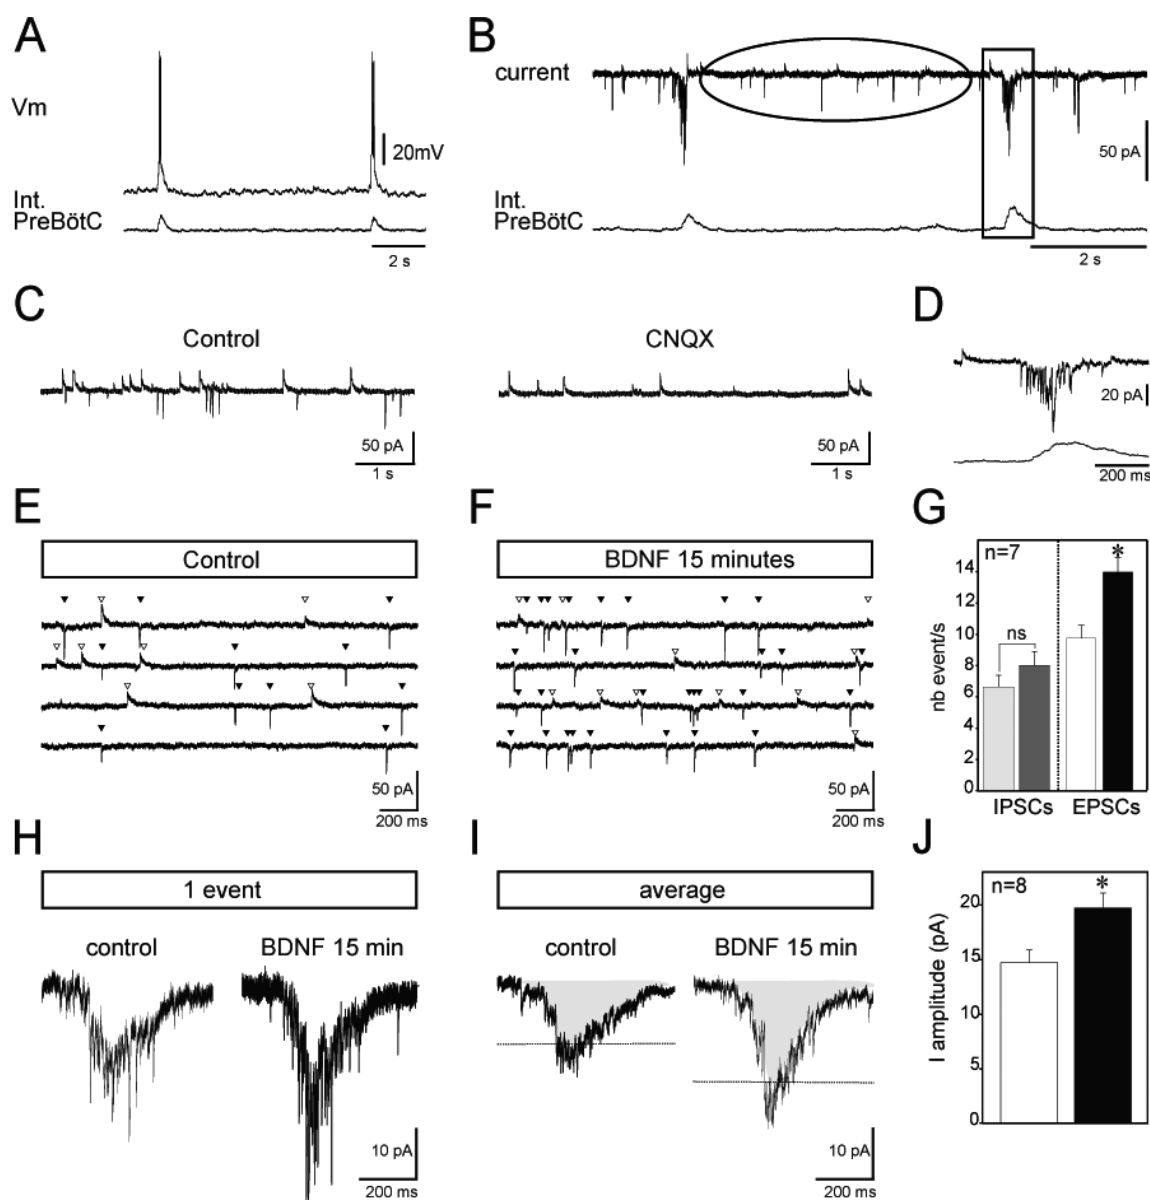 A
Vm
20mV
Int.
PreBötC
2 s
B
current
50 pA
Int.
PreBötC
2 s
C
Control
50 pA
1 s
CNQX
50 pA
1 s
D
20 pA
200 ms
E
Control
50 pA
200 ms
F
BDNF 15 minutes
50 pA
200 ms
G
n=7
*
ns
nb event/s
14
12
10
8
6
4
2
0
IPSCs
EPSCs
H
1 event
control
BDNF 15 min
10 pA
200 ms
I
average
control
BDNF 15 min
10 pA
200 ms
J
n=8
*
I amplitude (pA)
20
15
10
5
0